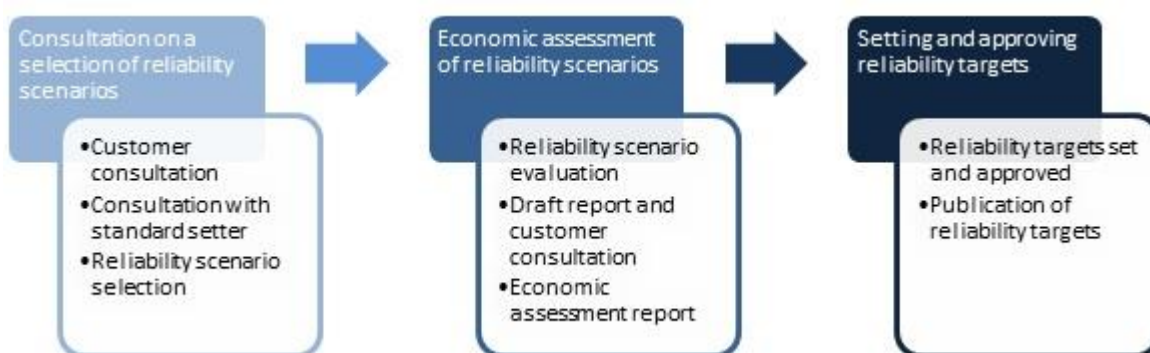 Consultation on a
selection of reliability
scenarios
•Customer
consultation
•Consultation with
standard setter
•Reliability scenario
selection
Economic assessment
of reliability scenarios
•Reliability scenario
evaluation
•Draft report and
customer
consultation
•Economic
assessment report
Setting and approving
reliability targets
•Reliability targets set
and approved
•Publication of
reliability targets